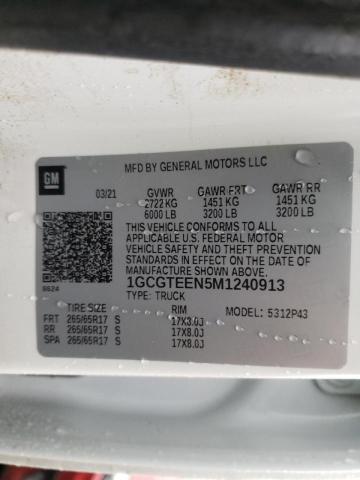 GM
MFD BY GENERAL MOTORS LLC
03/21 GVWR GAWR FRT GAWR RR
2722 KG 1451 KG 1451 KG
6000 LB 3200 LB 3200 LB
THIS VEHICLE CONFORMS TO ALL
APPLICABLE U.S. FEDERAL MOTOR
VEHICLE SAFETY AND THEFT PREVENTION
STANDARDS IN EFFECT ON THE DATE OF
MANUFACTURE SHOWN ABOVE.
8624 1GCGTEEN5M1240913
TYPE: TRUCK
TIRE SIZE RIM MODEL: 5312P43
FRT 265/65R17 S 17X8.0J
RR 265/65R17 S 17X8.0J
SPA 265/65R17 S 17X8.0J